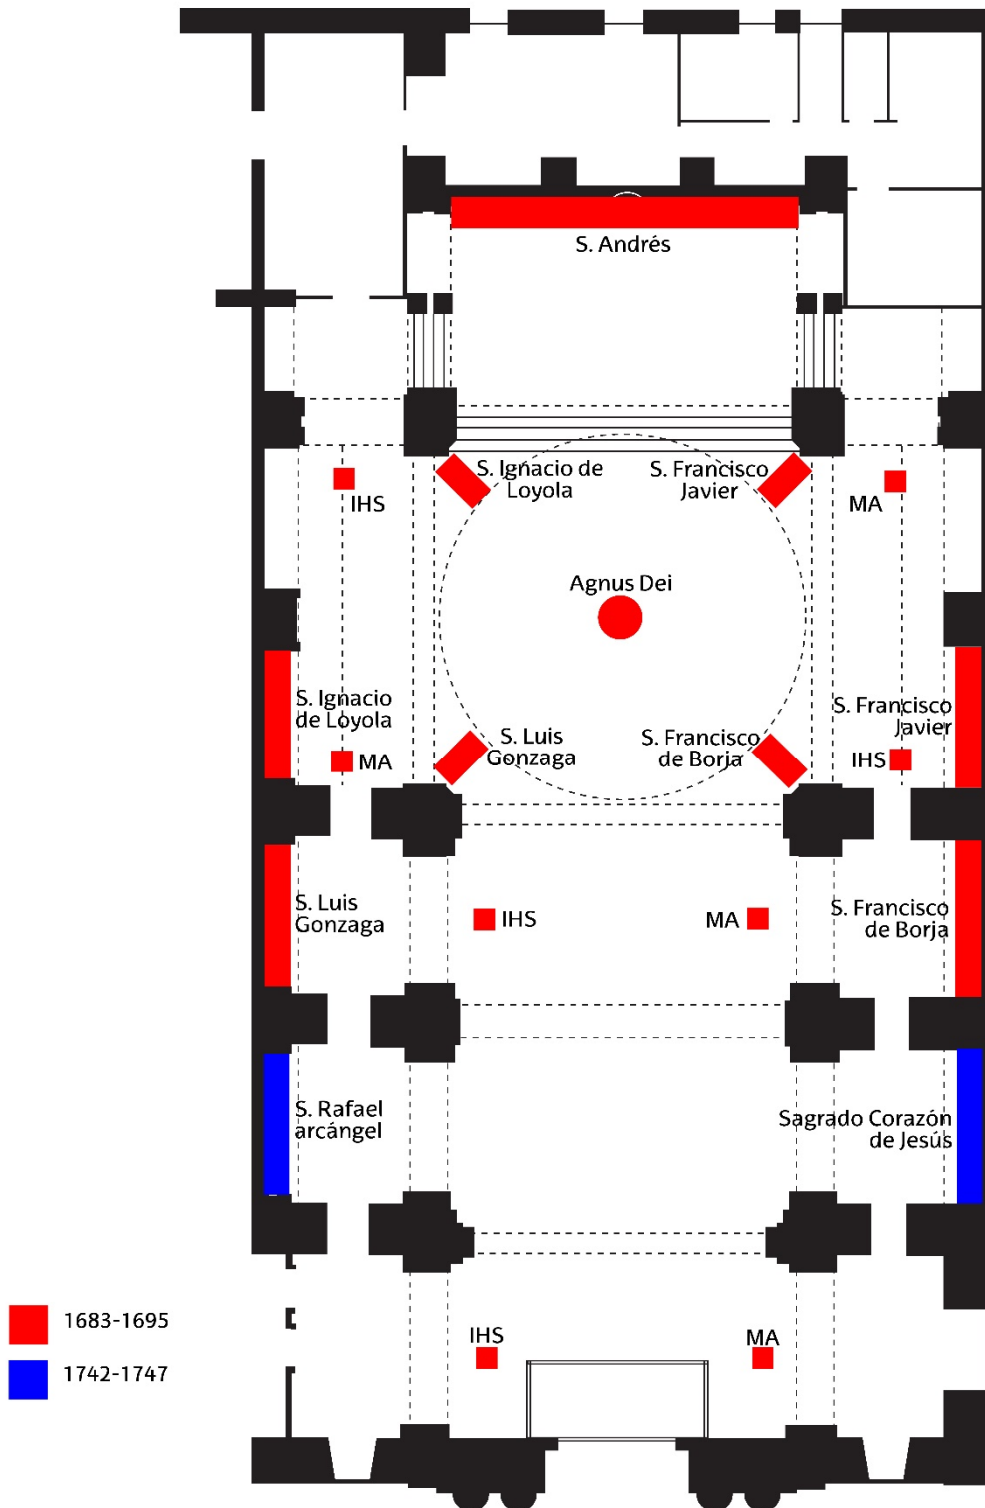 S. Andrés
S. Ignacio de
Loyola
S. Francisco
Javier
IHS
MA
Agnus Dei
S. Ignacio
de Loyola
S. Francisco
Javier
S. Luis
Gonzaga
S. Francisco
de Borja
MA
IHS
S. Luis
Gonzaga
IHS
MA
S. Francisco
de Borja
S. Rafael
arcángel
Sagrado Corazón
de Jesús
1683-1695
1742-1747
IHS
MA